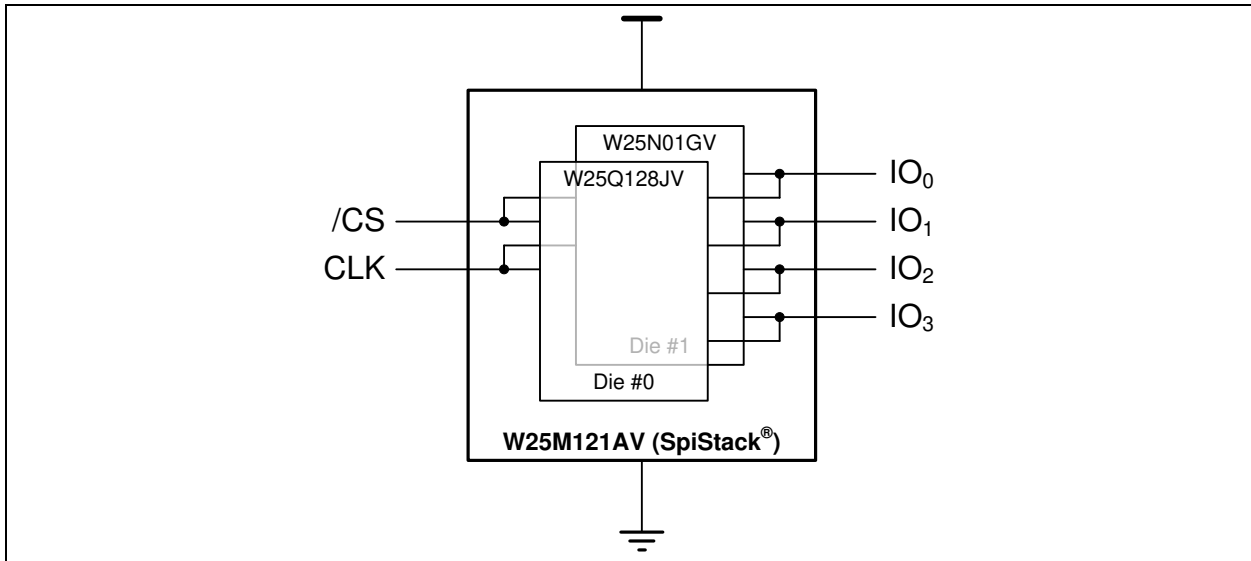 W25N01GV
W25Q128JV
/CS
CLK
IO₀
IO₁
IO₂
IO₃
Die #1
Die #0
W25M121AV (SpiStack®)